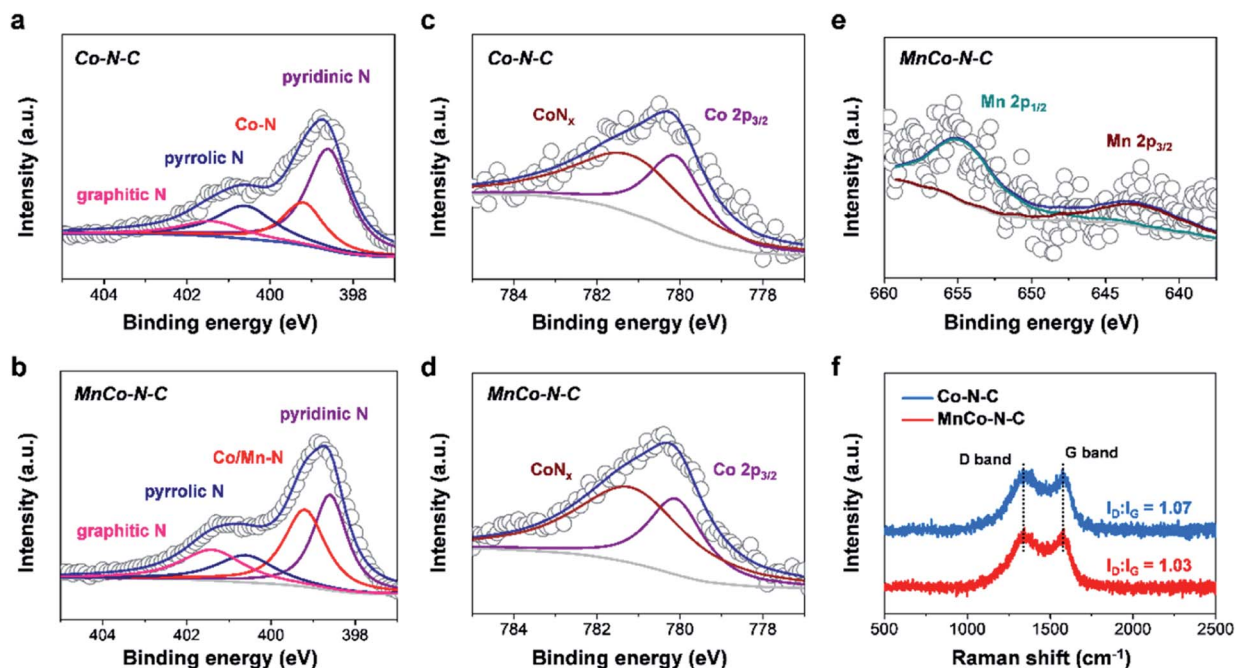 a
Co-N-C
pyridinic N
Co-N
pyrrolic N
graphitic N
Intensity (a.u.)
404 402 400 398
Binding energy (eV)
c
Co-N-C
CoNx
Co 2p3/2
Intensity (a.u.)
784 782 780 778
Binding energy (eV)
e
MnCo-N-C
Mn 2p1/2
Mn 2p3/2
Intensity (a.u.)
660 655 650 645 640
Binding energy (eV)
b
MnCo-N-C
pyridinic N
Co/Mn-N
pyrrolic N
graphitic N
Intensity (a.u.)
404 402 400 398
Binding energy (eV)
d
MnCo-N-C
CoNx
Co 2p3/2
Intensity (a.u.)
784 782 780 778
Binding energy (eV)
f
Co-N-C
MnCo-N-C
D band
G band
ID:IG = 1.07
ID:IG = 1.03
Intensity (a.u.)
500 1000 1500 2000 2500
Raman shift (cm-1)